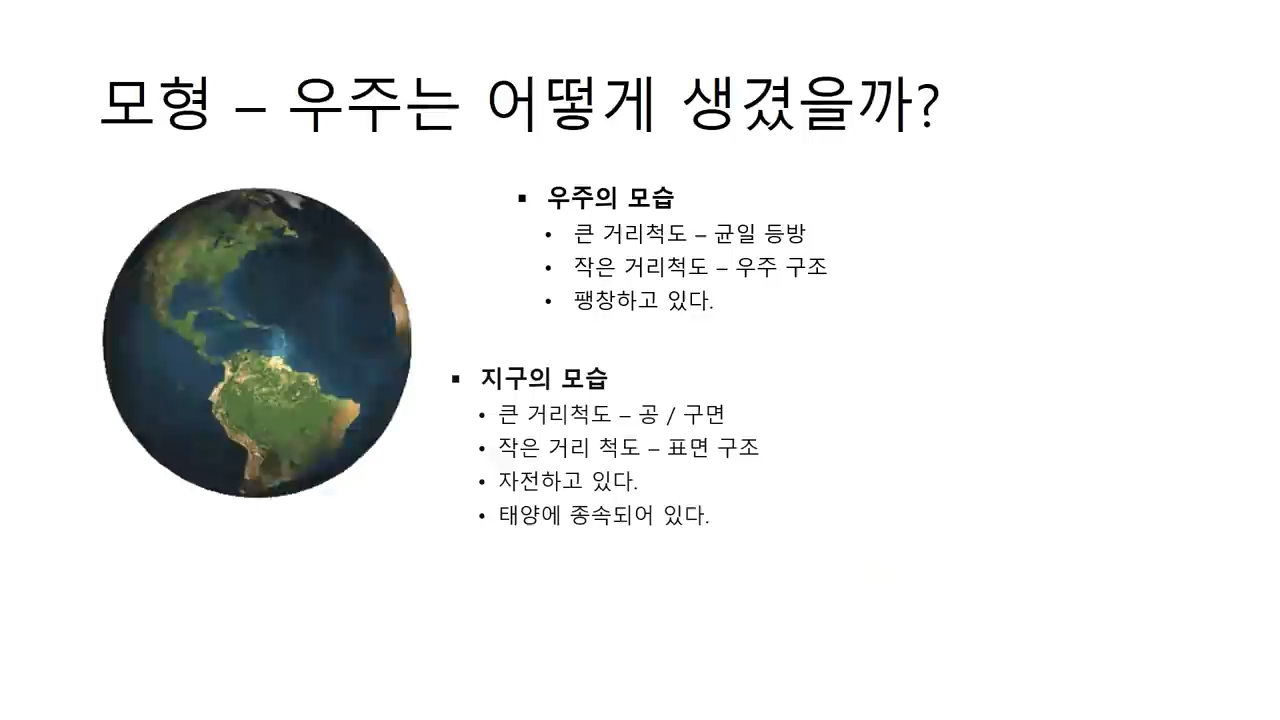 모형 – 우주는 어떻게 생겼을까?
▪ 우주의 모습
• 큰 거리척도 – 균일 등방
• 작은 거리척도 – 우주 구조
• 팽창하고 있다.
▪ 지구의 모습
• 큰 거리척도 – 공 / 구면
• 작은 거리 척도 – 표면 구조
• 자전하고 있다.
• 태양에 종속되어 있다.